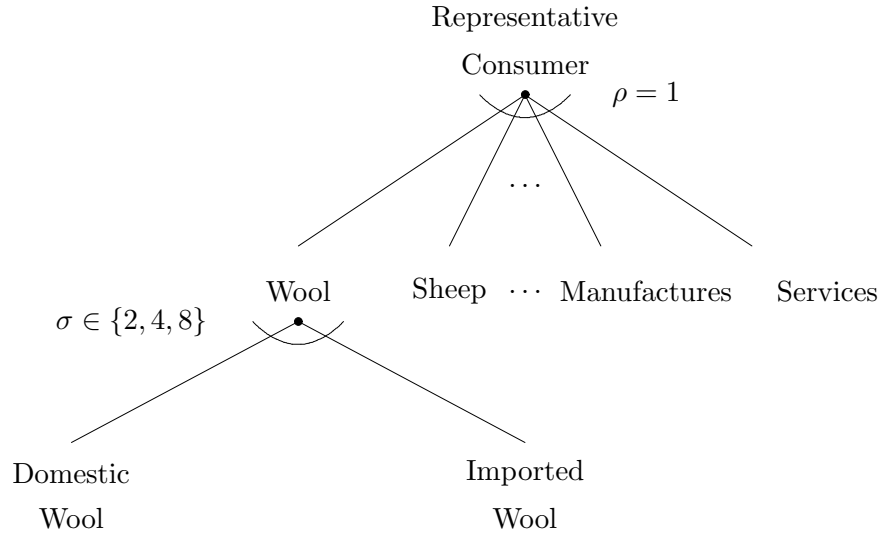 Representative
Consumer
ρ = 1
...
Wool
Sheep ... Manufactures Services
σ ∈ {2, 4, 8}
Domestic
Wool
Imported
Wool